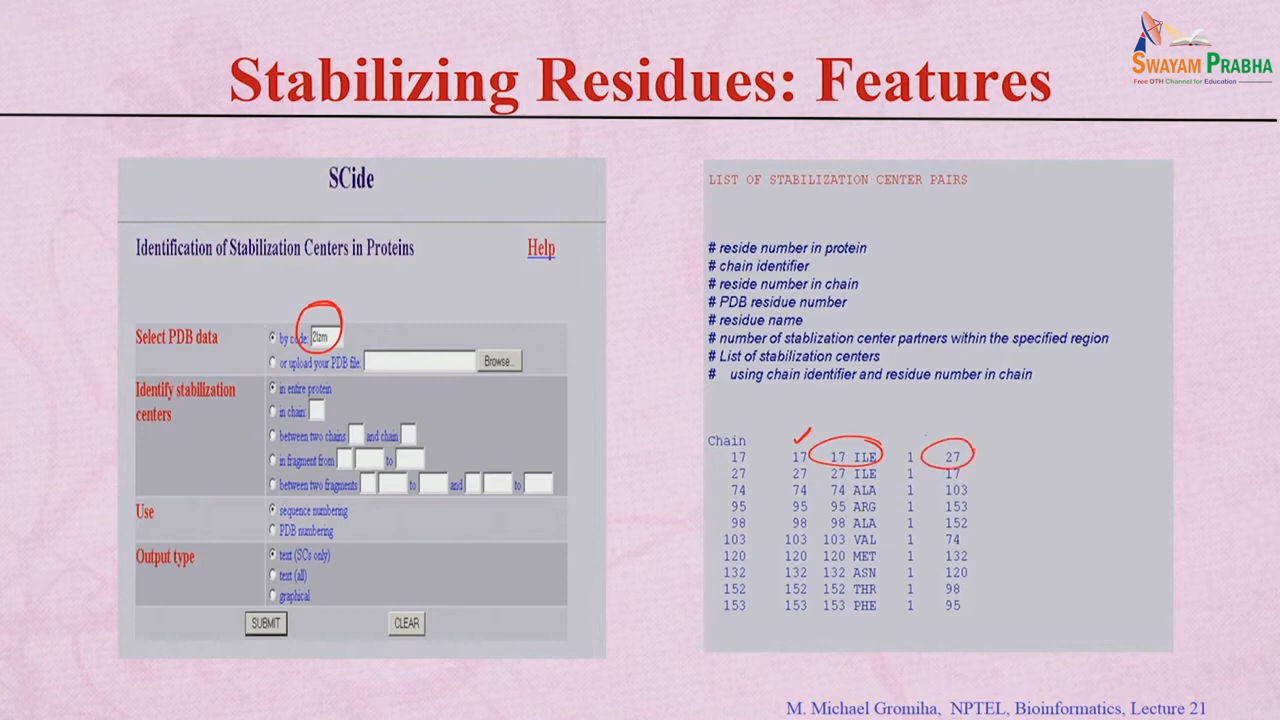 Stabilizing Residues: Features
SWAYAM PRABHA
Free DTH Channel for Education
SCide
Identification of Stabilization Centers in Proteins Help
Select PDB data by code: 2lzm
or upload your PDB file: Browse...
Identify stabilization centers in entire protein
in chain:
between two chains and chain
in fragment from to
between two fragments to and to
Use sequence numbering
PDB numbering
Output type text (SCs only)
text (all)
graphical
SUBMIT CLEAR
LIST OF STABILIZATION CENTER PAIRS
# reside number in protein
# chain identifier
# reside number in chain
# PDB residue number
# residue name
# number of stablization center partners within the specified region
# List of stabilization centers
# using chain identifier and residue number in chain
Chain
17 17 17 ILE 1 27
27 27 27 ILE 1 17
74 74 74 ALA 1 103
95 95 95 ARG 1 153
98 98 98 ALA 1 152
103 103 103 VAL 1 74
120 120 120 MET 1 132
132 132 132 ASN 1 120
152 152 152 THR 1 98
153 153 153 PHE 1 95
M. Michael Gromiha, NPTEL, Bioinformatics, Lecture 21